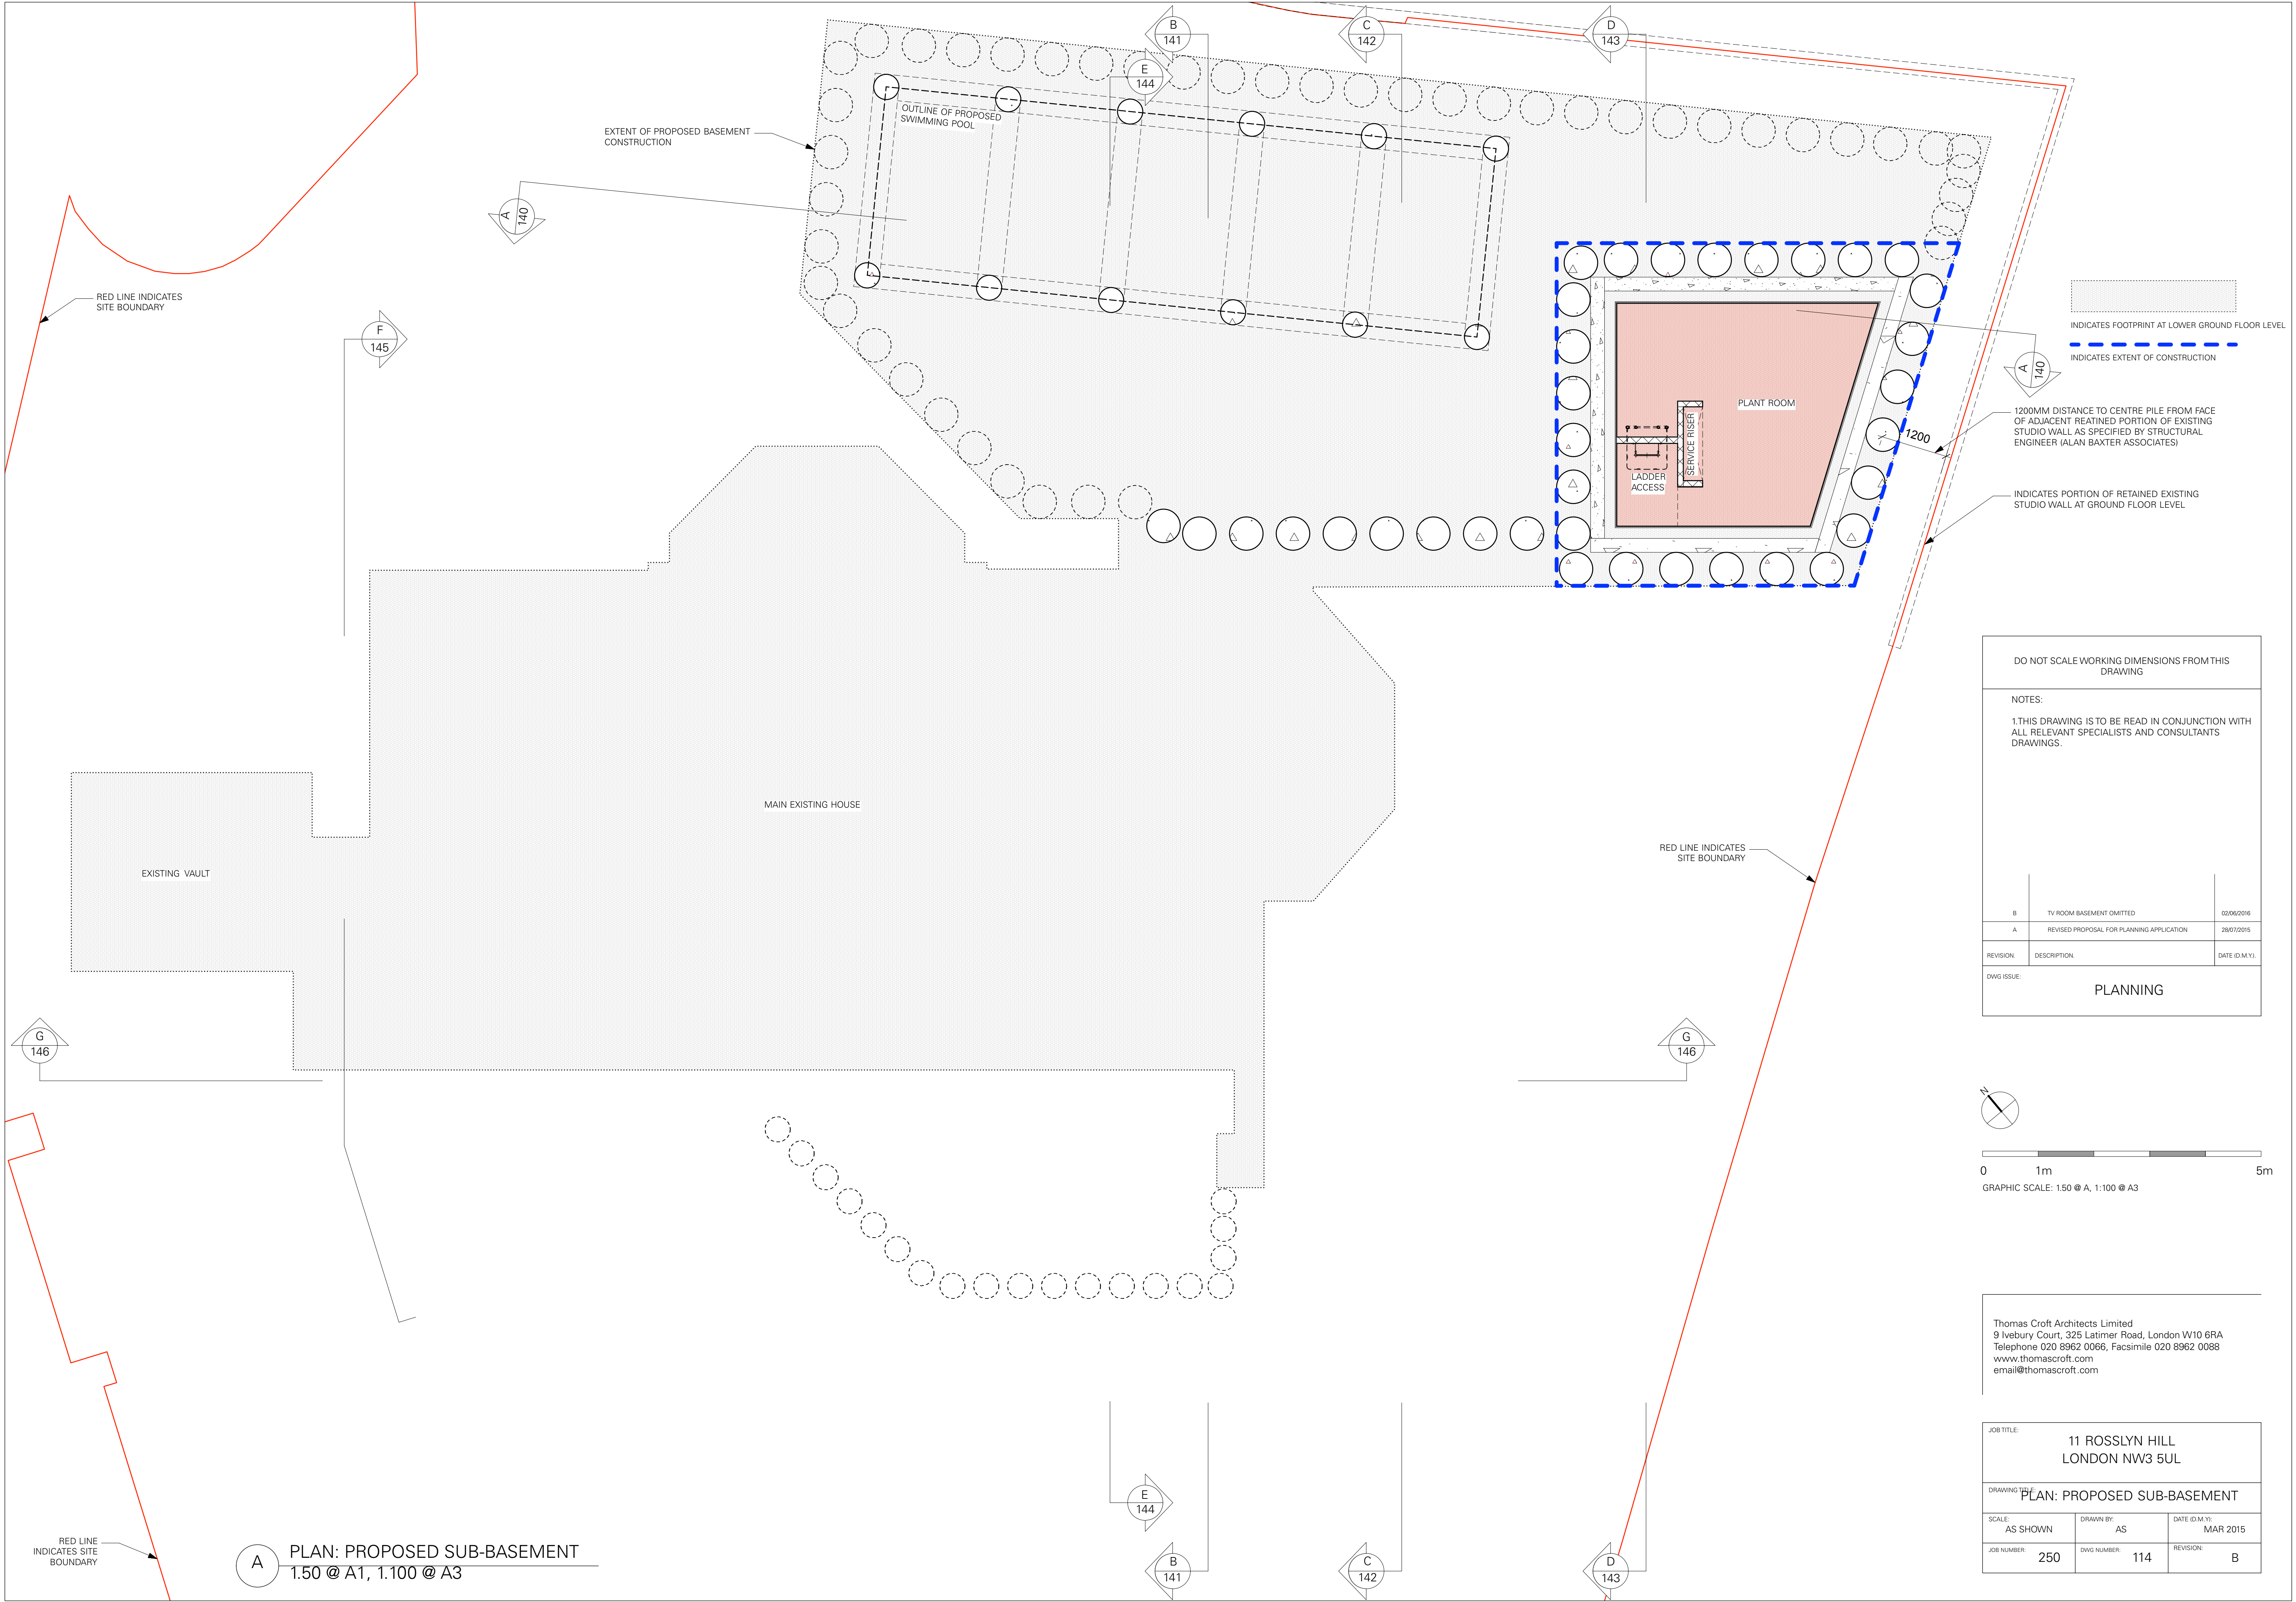 B
141
C
142
D
143
E
144
OUTLINE OF PROPOSED
SWIMMING POOL
EXTENT OF PROPOSED BASEMENT
CONSTRUCTION
A
140
RED LINE INDICATES
SITE BOUNDARY
F
145
INDICATES FOOTPRINT AT LOWER GROUND FLOOR LEVEL
INDICATES EXTENT OF CONSTRUCTION
A
140
PLANT ROOM
SERVICE RISER
LADDER
ACCESS
1200
1200MM DISTANCE TO CENTRE PILE FROM FACE
OF ADJACENT REATINED PORTION OF EXISTING
STUDIO WALL AS SPECIFIED BY STRUCTURAL
ENGINEER (ALAN BAXTER ASSOCIATES)
INDICATES PORTION OF RETAINED EXISTING
STUDIO WALL AT GROUND FLOOR LEVEL
MAIN EXISTING HOUSE
EXISTING VAULT
RED LINE INDICATES
SITE BOUNDARY
DO NOT SCALE WORKING DIMENSIONS FROM THIS
DRAWING
NOTES:
1.THIS DRAWING IS TO BE READ IN CONJUNCTION WITH
ALL RELEVANT SPECIALISTS AND CONSULTANTS
DRAWINGS.
B TV ROOM BASEMENT OMITTED 02/06/2016
A REVISED PROPOSAL FOR PLANNING APPLICATION 28/07/2015
REVISION. DESCRIPTION. DATE (D.M.Y).
DWG ISSUE:
PLANNING
G
146
G
146
N
0 1m 5m
GRAPHIC SCALE: 1.50 @ A, 1:100 @ A3
Thomas Croft Architects Limited
9 Ivebury Court, 325 Latimer Road, London W10 6RA
Telephone 020 8962 0066, Facsimile 020 8962 0088
www.thomascroft.com
email@thomascroft.com
JOB TITLE:
11 ROSSLYN HILL
LONDON NW3 5UL
DRAWING TITLE:
PLAN: PROPOSED SUB-BASEMENT
SCALE: DRAWN BY: DATE (D.M.Y):
AS SHOWN AS MAR 2015
JOB NUMBER: 250 DWG NUMBER: 114 REVISION: B
E
144
B
141
C
142
D
143
RED LINE
INDICATES SITE
BOUNDARY
A
PLAN: PROPOSED SUB-BASEMENT
1.50 @ A1, 1.100 @ A3